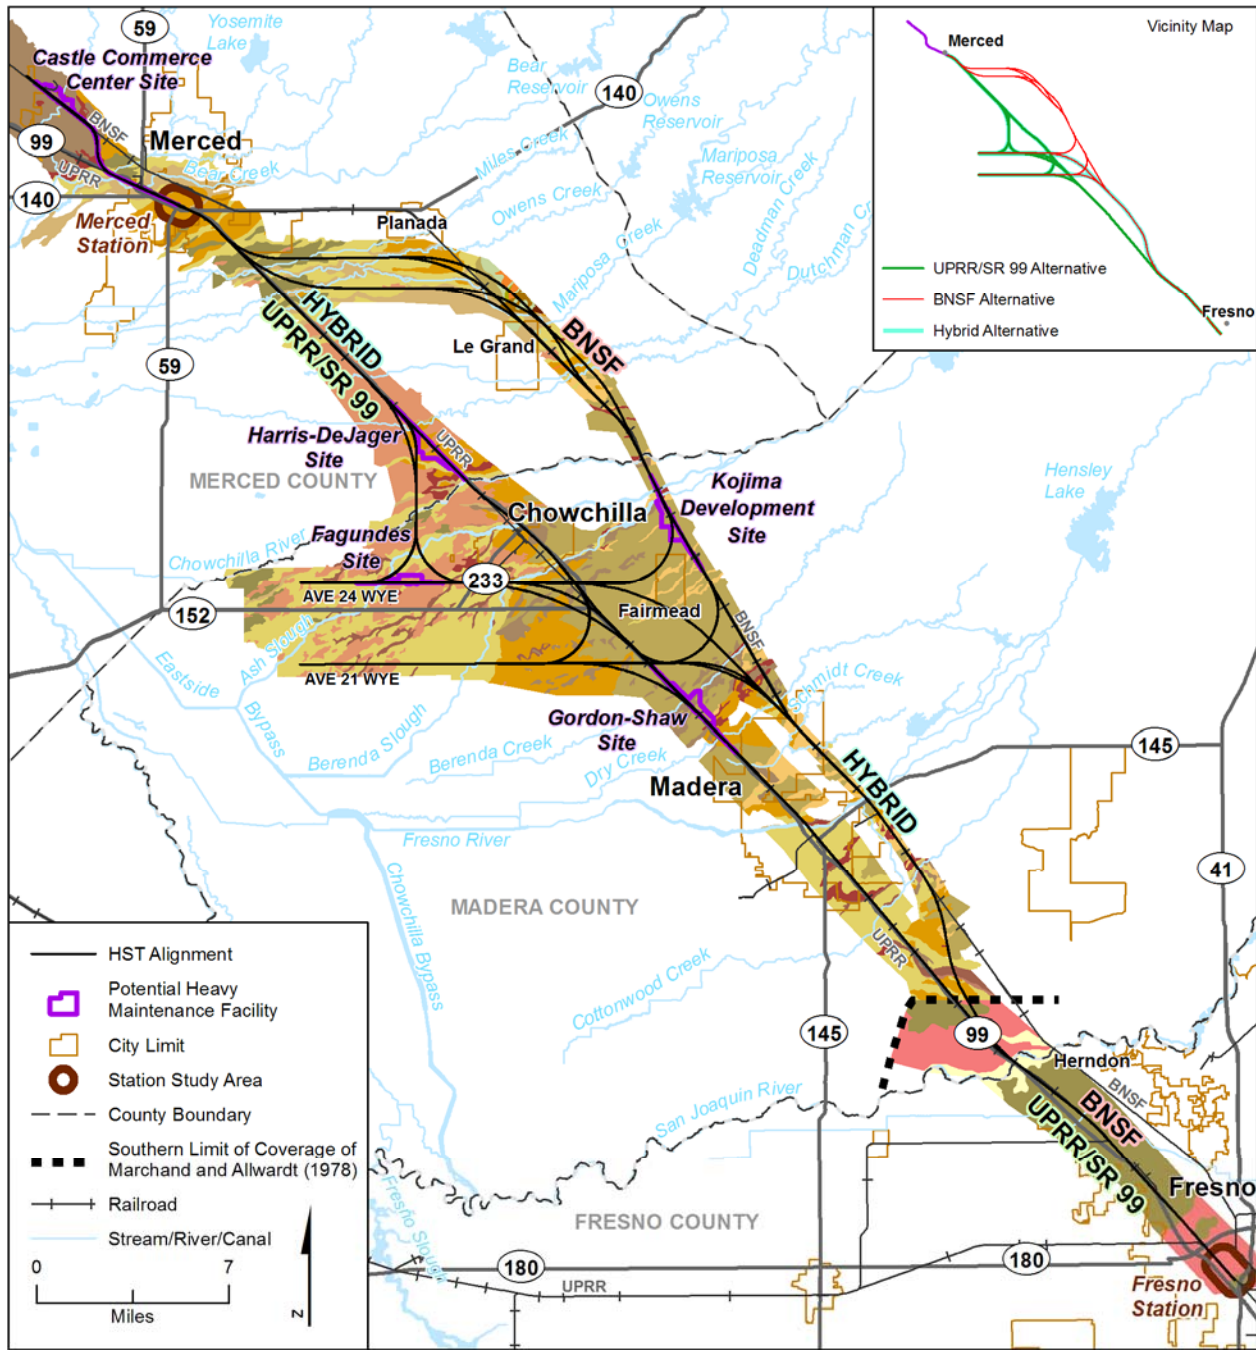 59
Yosemite
Lake
Castle Commerce
Center Site
Bear
Reservoir
140
Owens
Reservoir
BNSF
99
Merced
UPRR
Bear Creek
Miles Creek
Mariposa
Reservoir
140
Owens Creek
Merced
Station
Planada
Mariposa Creek
Deadman Creek
Dutchman Cr
Vicinity Map
Merced
UPRR/SR 99 Alternative
BNSF Alternative
Hybrid Alternative
Fresno
HYBRID
UPRR/SR 99
BNSF
Le Grand
59
Harris-DeJager
Site
UPRR
MERCED COUNTY
Kojima
Development
Site
Hensley
Lake
Chowchilla
Fagundes
Site
Chowchilla River
233
AVE 24 WYE
152
Fairmead
BNSF
Ash Slough
Eastside
Bypass
AVE 21 WYE
Schmidt Creek
Gordon-Shaw
Site
Berenda Slough
Berenda Creek
Dry Creek
145
Madera
HYBRID
Fresno River
41
Chowchilla Bypass
MADERA COUNTY
UPRR
Cottonwood Creek
145
99
Herndon
BNSF
San Joaquin River
BNSF
UPRR/SR 99
Fresno
Fresno Slough
FRESNO COUNTY
180
UPRR
180
Fresno
Station
HST Alignment
Potential Heavy
Maintenance Facility
City Limit
Station Study Area
County Boundary
Southern Limit of Coverage of
Marchand and Allwardt (1978)
Railroad
Stream/River/Canal
0 7
Miles
N